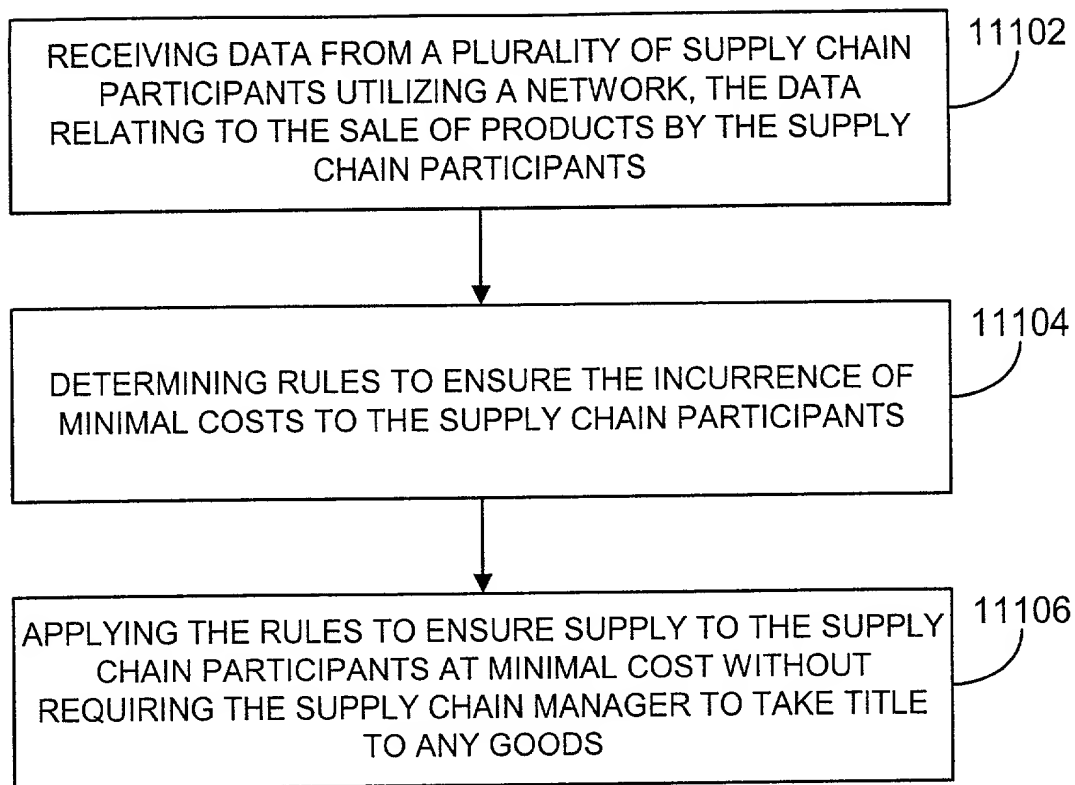 RECEIVING DATA FROM A PLURALITY OF SUPPLY CHAIN
PARTICIPANTS UTILIZING A NETWORK, THE DATA
RELATING TO THE SALE OF PRODUCTS BY THE SUPPLY
CHAIN PARTICIPANTS
11102
DETERMINING RULES TO ENSURE THE INCURRENCE OF
MINIMAL COSTS TO THE SUPPLY CHAIN PARTICIPANTS
11104
APPLYING THE RULES TO ENSURE SUPPLY TO THE SUPPLY
CHAIN PARTICIPANTS AT MINIMAL COST WITHOUT
REQUIRING THE SUPPLY CHAIN MANAGER TO TAKE TITLE
TO ANY GOODS
11106